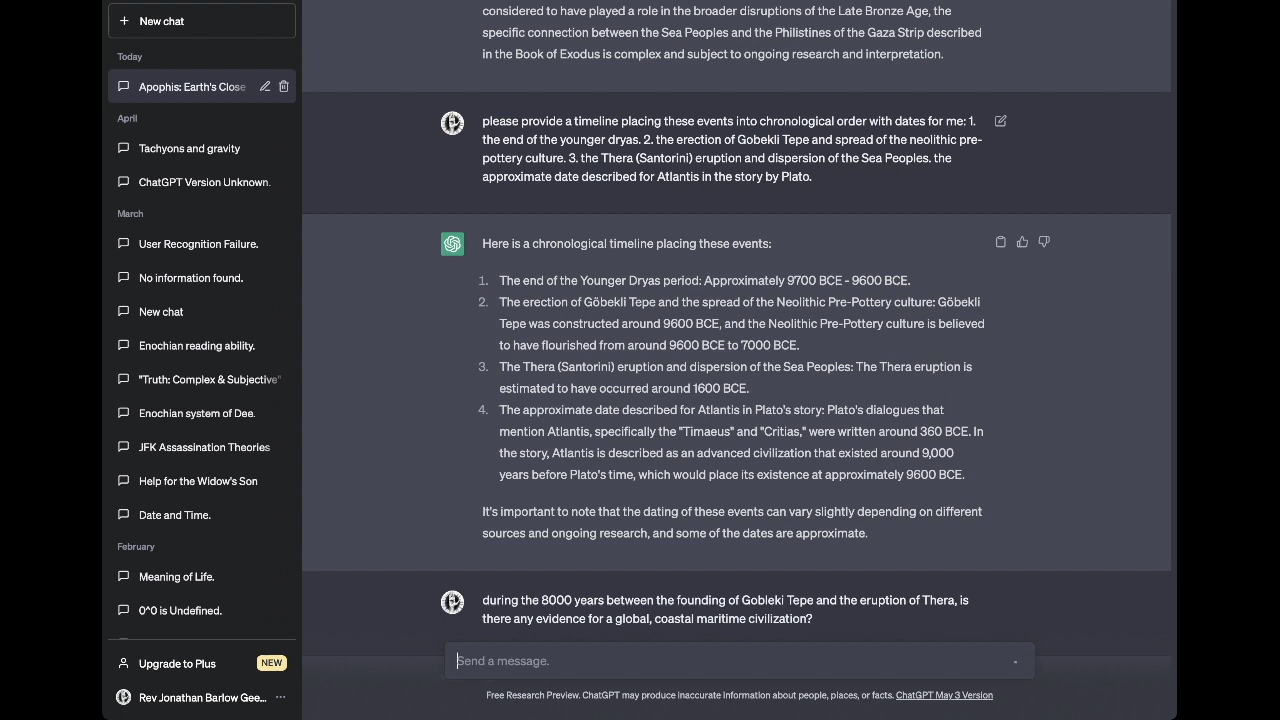 New chat
Today
Apophis: Earth's Close
April
Tachyons and gravity
ChatGPT Version Unknown.
March
User Recognition Failure.
No information found.
New chat
Enochian reading ability.
"Truth: Complex & Subjective"
Enochian system of Dee.
JFK Assassination Theories
Help for the Widow's Son
Date and Time.
February
Meaning of Life.
0^0 is Undefined.
Upgrade to Plus
NEW
Rev Jonathan Barlow Gee...
considered to have played a role in the broader disruptions of the Late Bronze Age, the
specific connection between the Sea Peoples and the Philistines of the Gaza Strip described
in the Book of Exodus is complex and subject to ongoing research and interpretation.
please provide a timeline placing these events into chronological order with dates for me: 1.
the end of the younger dryas. 2. the erection of Gobekli Tepe and spread of the neolithic pre-
pottery culture. 3. the Thera (Santorini) eruption and dispersion of the Sea Peoples. the
approximate date described for Atlantis in the story by Plato.
Here is a chronological timeline placing these events:
1. The end of the Younger Dryas period: Approximately 9700 BCE - 9600 BCE.
2. The erection of Göbekli Tepe and the spread of the Neolithic Pre-Pottery culture: Göbekli
Tepe was constructed around 9600 BCE, and the Neolithic Pre-Pottery culture is believed
to have flourished from around 9600 BCE to 7000 BCE.
3. The Thera (Santorini) eruption and dispersion of the Sea Peoples: The Thera eruption is
estimated to have occurred around 1600 BCE.
4. The approximate date described for Atlantis in Plato's story: Plato's dialogues that
mention Atlantis, specifically the "Timaeus" and "Critias," were written around 360 BCE. In
the story, Atlantis is described as an advanced civilization that existed around 9,000
years before Plato's time, which would place its existence at approximately 9600 BCE.
It's important to note that the dating of these events can vary slightly depending on different
sources and ongoing research, and some of the dates are approximate.
during the 8000 years between the founding of Gobleki Tepe and the eruption of Thera, is
there any evidence for a global, coastal maritime civilization?
Send a message.
Free Research Preview. ChatGPT may produce inaccurate information about people, places, or facts. ChatGPT May 3 Version